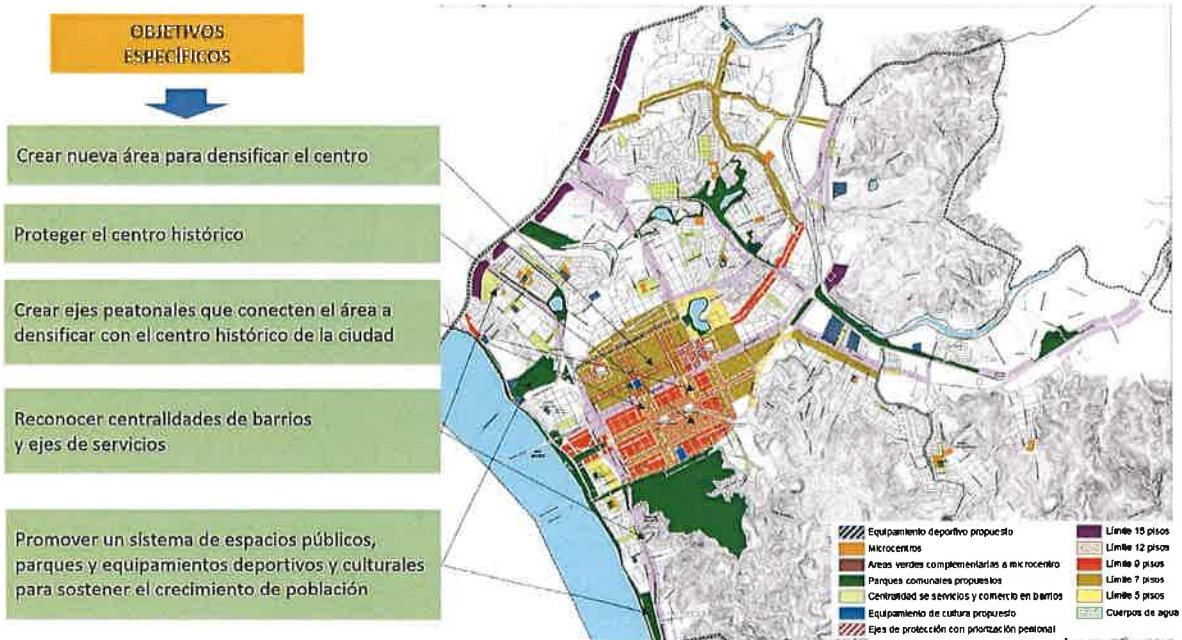 OBJETIVOS
ESPECÍFICOS
Crear nueva área para densificar el centro
Proteger el centro histórico
Crear ejes peatonales que conecten el área a
densificar con el centro histórico de la ciudad
Reconocer centralidades de barrios
y ejes de servicios
Promover un sistema de espacios públicos,
parques y equipamientos deportivos y culturales
para sostener el crecimiento de población
Equipamiento deportivo propuesto
Microcentros
Areas verdes complementarias a microcentro
Parques comunales propuestos
Centralidad se servicios y comercio en barrios
Equipamiento de cultura propuesto
Ejes de protección con priortización peatonal
Límite 15 pisos
Límite 12 pisos
Límite 9 pisos
Límite 7 pisos
Límite 5 pisos
Cuerpos de agua